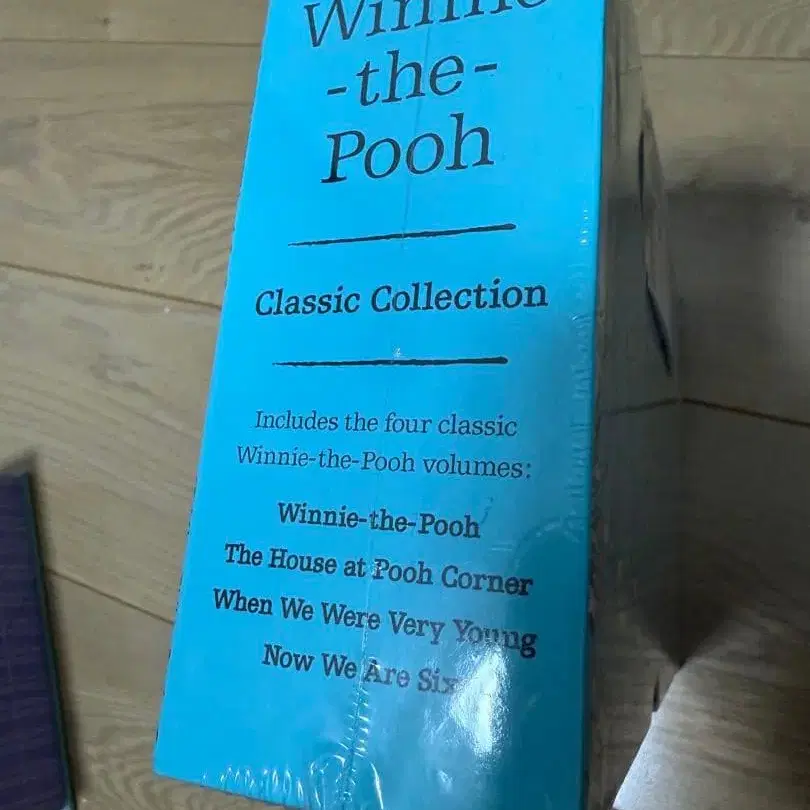 Winnie
-the-
Pooh
Classic Collection
Includes the four classic
Winnie-the-Pooh volumes:
Winnie-the-Pooh
The House at Pooh Corner
When We Were Very Young
Now We Are Six